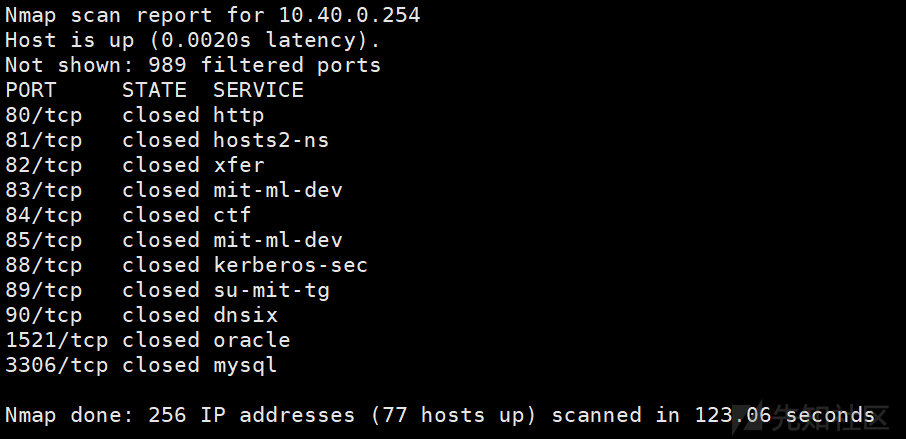 Nmap scan report for 10.40.0.254
Host is up (0.0020s latency).
Not shown: 989 filtered ports
PORT     STATE  SERVICE
80/tcp   closed http
81/tcp   closed hosts2-ns
82/tcp   closed xfer
83/tcp   closed mit-ml-dev
84/tcp   closed ctf
85/tcp   closed mit-ml-dev
88/tcp   closed kerberos-sec
89/tcp   closed su-mit-tg
90/tcp   closed dnsix
1521/tcp closed oracle
3306/tcp closed mysql
Nmap done: 256 IP addresses (77 hosts up) scanned in 123.06 seconds
先知社区